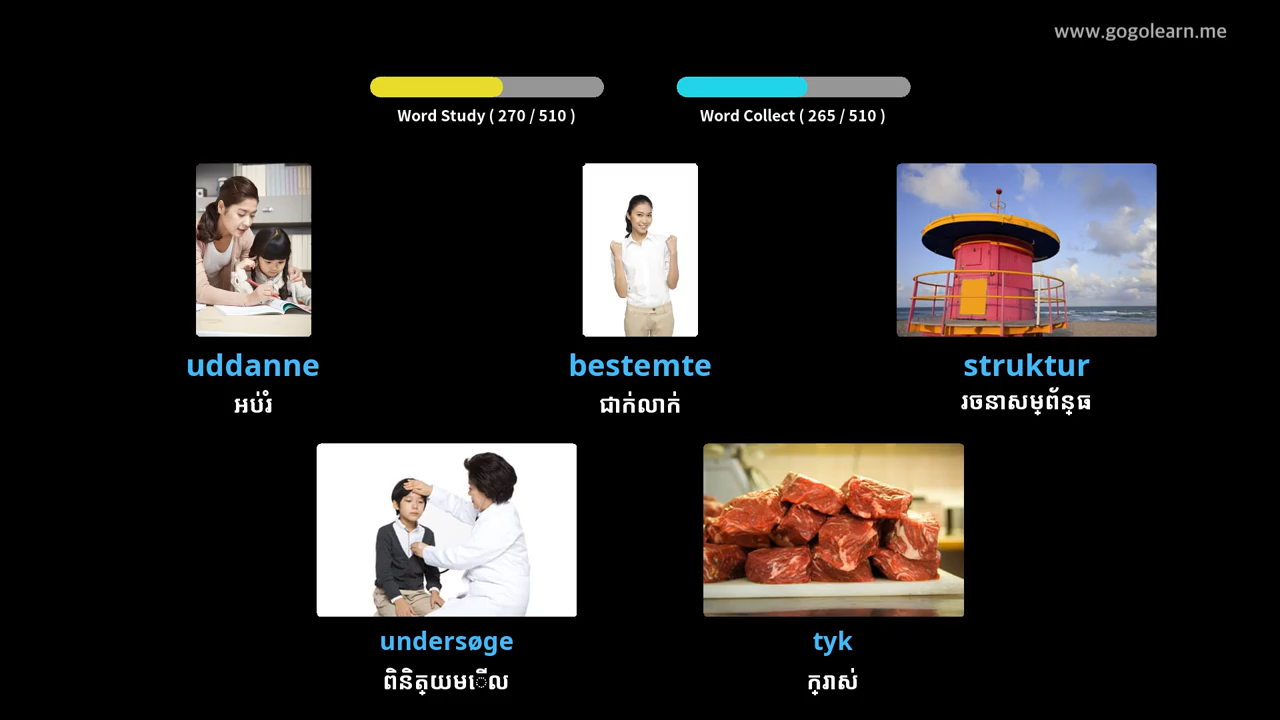 www.gogolearn.me
Word Study ( 270 / 510 )
Word Collect ( 265 / 510 )
uddanne
bestemte
struktur
អប់រំ
ជាក់លាក់
រចនាសម្ព័ន្ធ
undersøge
tyk
ពិនិត្យមើល
ក្រាស់